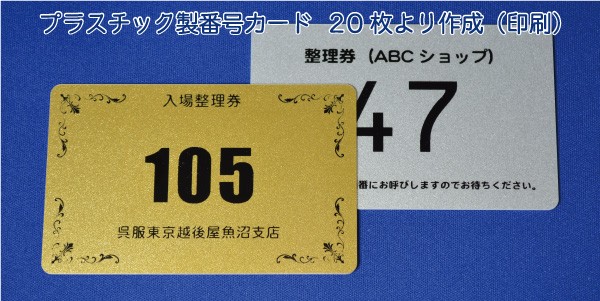 プラスチック製番号カード 20枚より作成（印刷）
整理券（ABCショップ）
47
番にお呼びしますのでお待ちください。
入場整理券
105
呉服東京越後屋魚沼支店